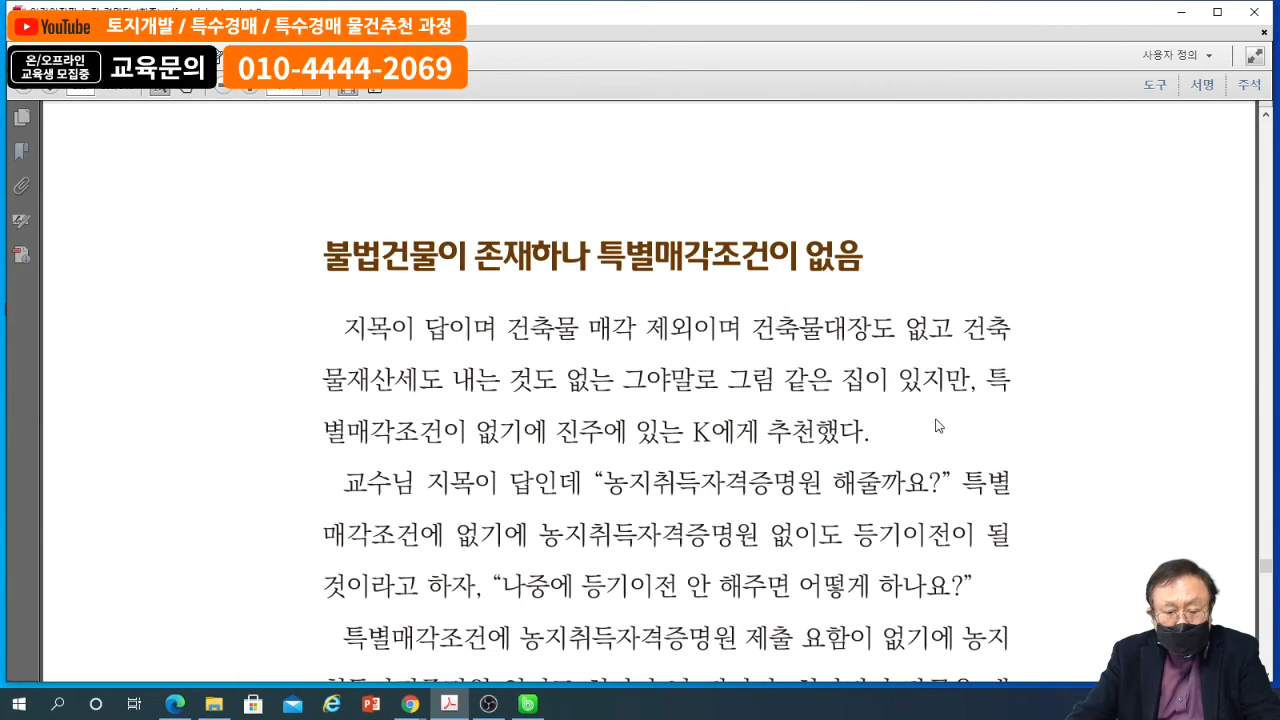 YouTube 토지개발 / 특수경매 / 특수경매 물건추천 과정
온/오프라인
교육생 모집중
교육문의
010-4444-2069
사용자 정의
도구 서명 주석
불법건물이 존재하나 특별매각조건이 없음
지목이 답이며 건축물 매각 제외이며 건축물대장도 없고 건축
물재산세도 내는 것도 없는 그야말로 그림 같은 집이 있지만, 특
별매각조건이 없기에 진주에 있는 K에게 추천했다.
교수님 지목이 답인데 “농지취득자격증명원 해줄까요?” 특별
매각조건에 없기에 농지취득자격증명원 없이도 등기이전이 될
것이라고 하자, “나중에 등기이전 안 해주면 어떻게 하나요?”
특별매각조건에 농지취득자격증명원 제출 요함이 없기에 농지